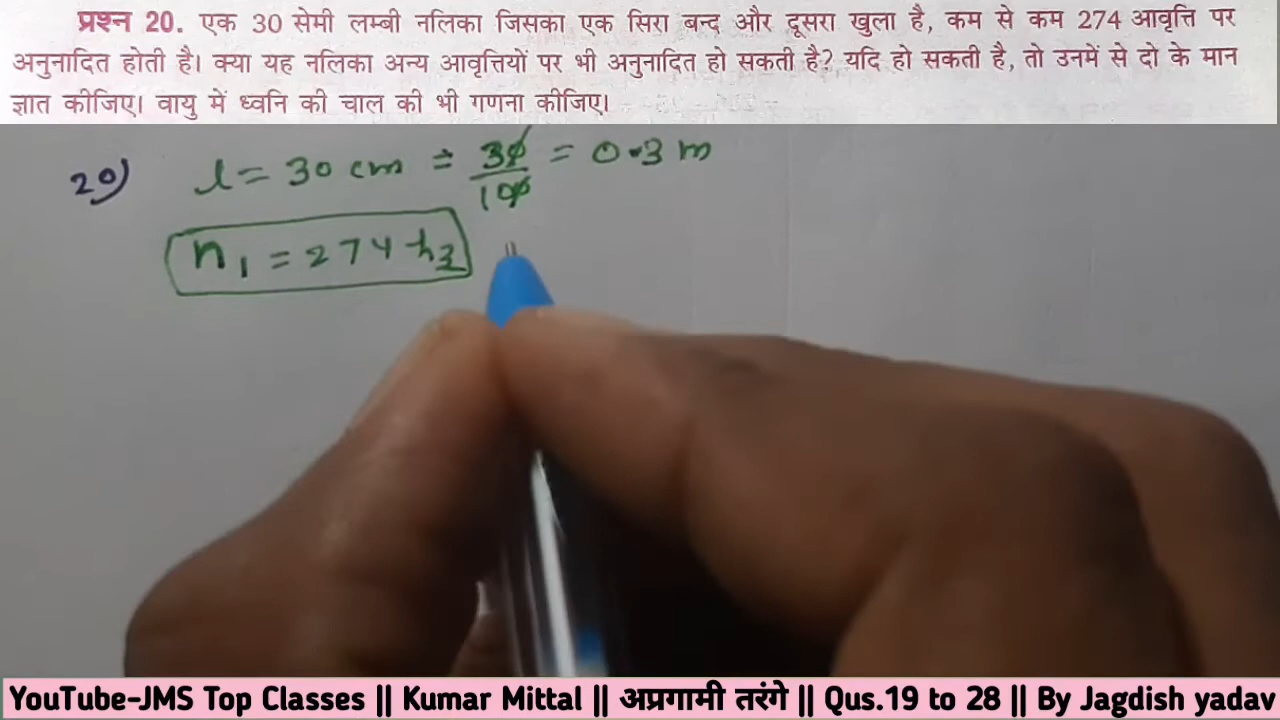 प्रश्न 20. एक 30 सेमी लम्बी नलिका जिसका एक सिरा बन्द और दूसरा खुला है, कम से कम 274 आवृत्ति पर
अनुनादित होती है। क्या यह नलिका अन्य आवृत्तियों पर भी अनुनादित हो सकती है? यदि हो सकती है, तो उनमें से दो के मान
ज्ञात कीजिए। वायु में ध्वनि की चाल की भी गणना कीजिए।
20) l = 30 cm = 30/100 = 0.3 m
n₁ = 274 hz
YouTube-JMS Top Classes || Kumar Mittal || अप्रगामी तरंगे || Qus.19 to 28 || By Jagdish yadav